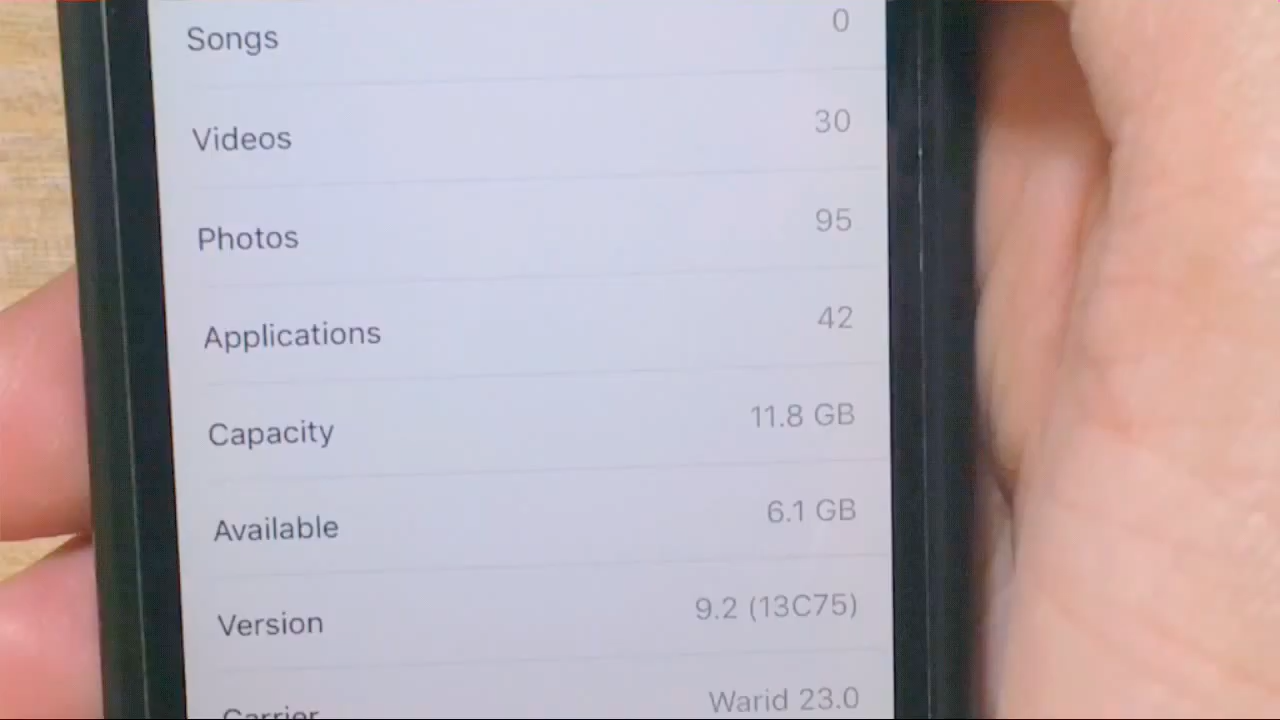 Songs 0
Videos 30
Photos 95
Applications 42
Capacity 11.8 GB
Available 6.1 GB
Version 9.2 (13C75)
Carrier Warid 23.0